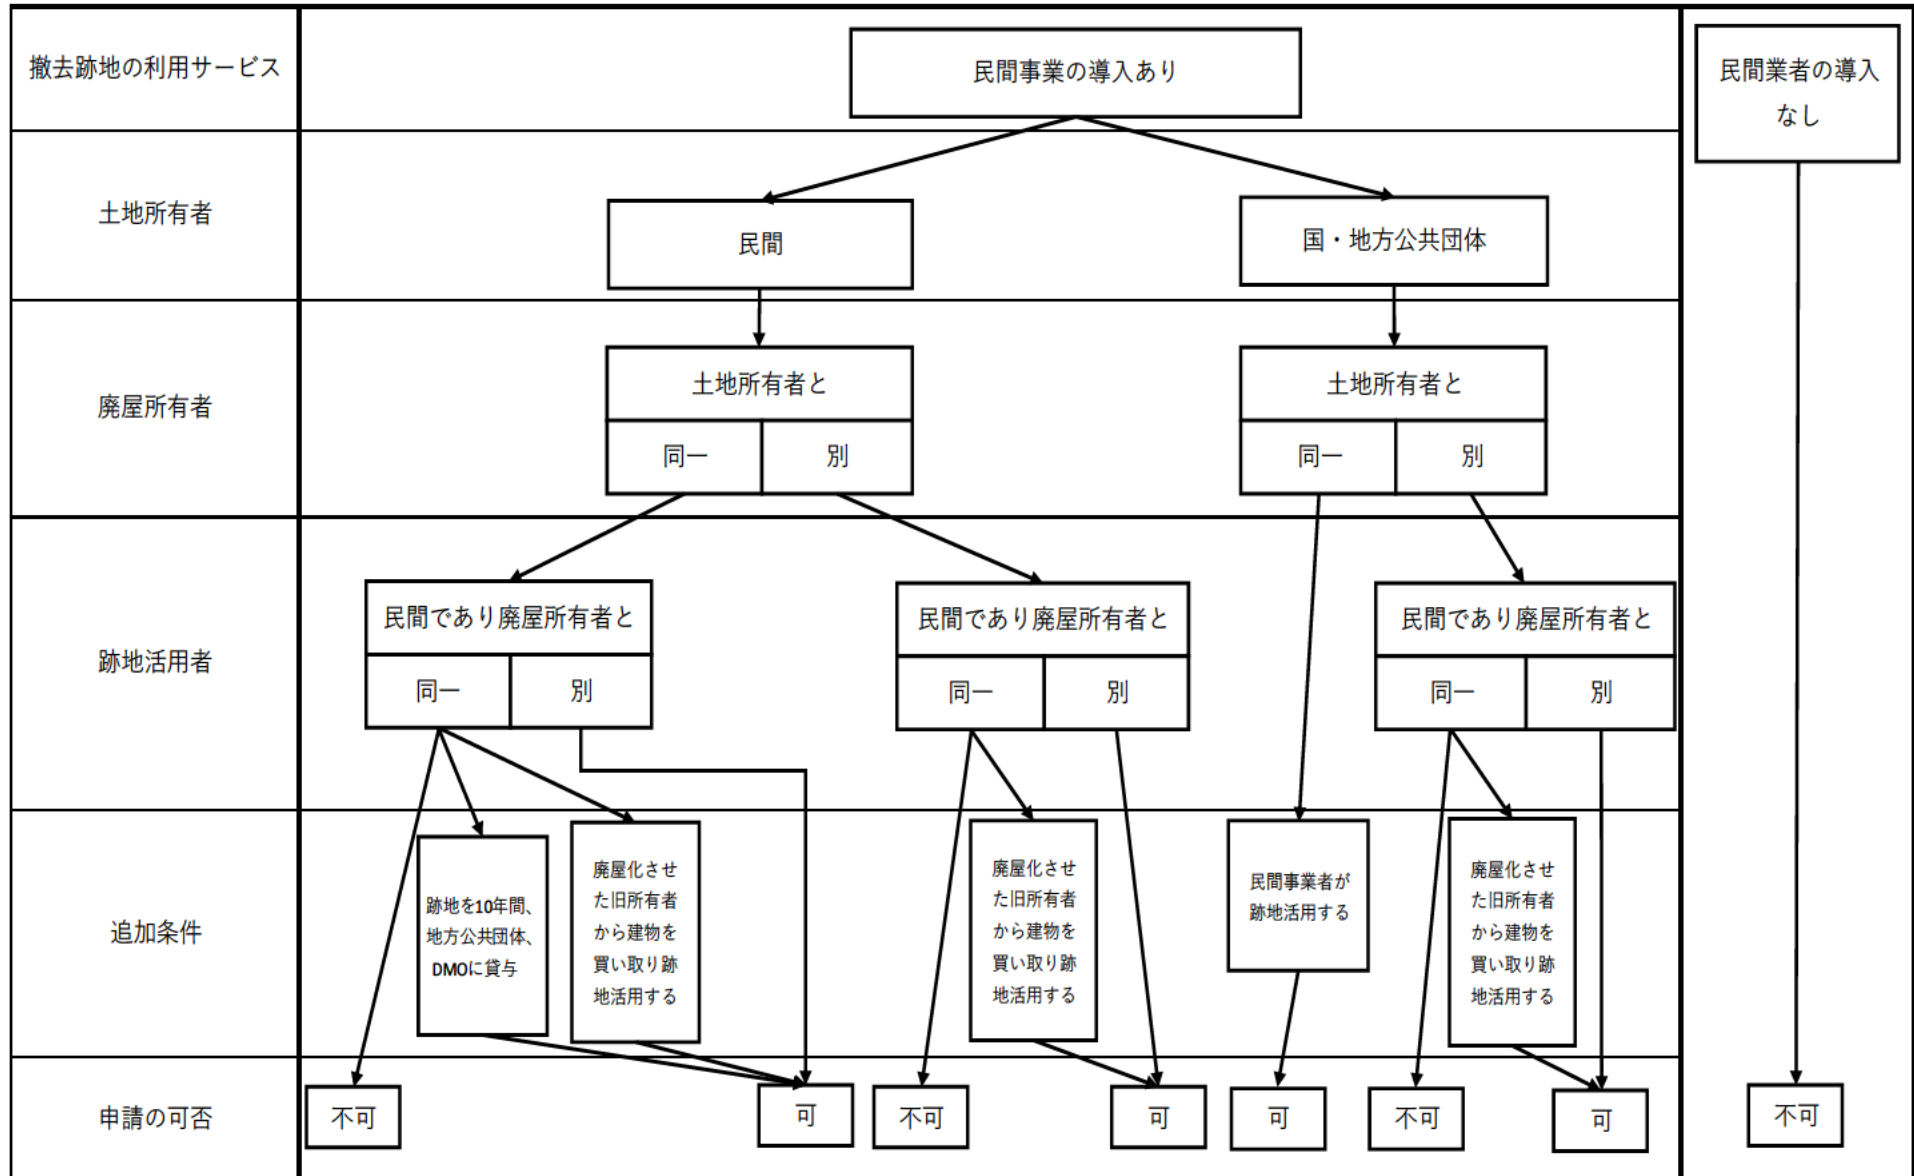 撤去跡地の利用サービス
民間事業の導入あり
民間業者の導入
なし
土地所有者
民間
国・地方公共団体
廃屋所有者
土地所有者と
同一
別
土地所有者と
同一
別
跡地活用者
民間であり廃屋所有者と
同一
別
民間であり廃屋所有者と
同一
別
民間であり廃屋所有者と
同一
別
追加条件
跡地を10年間、
地方公共団体、
DMOに貸与
廃屋化させ
た旧所有者
から建物を
買い取り跡
地活用する
廃屋化させ
た旧所有者
から建物を
買い取り跡
地活用する
民間事業者が
跡地活用する
廃屋化させ
た旧所有者
から建物を
買い取り跡
地活用する
申請の可否
不可
可
不可
可
可
不可
可
不可